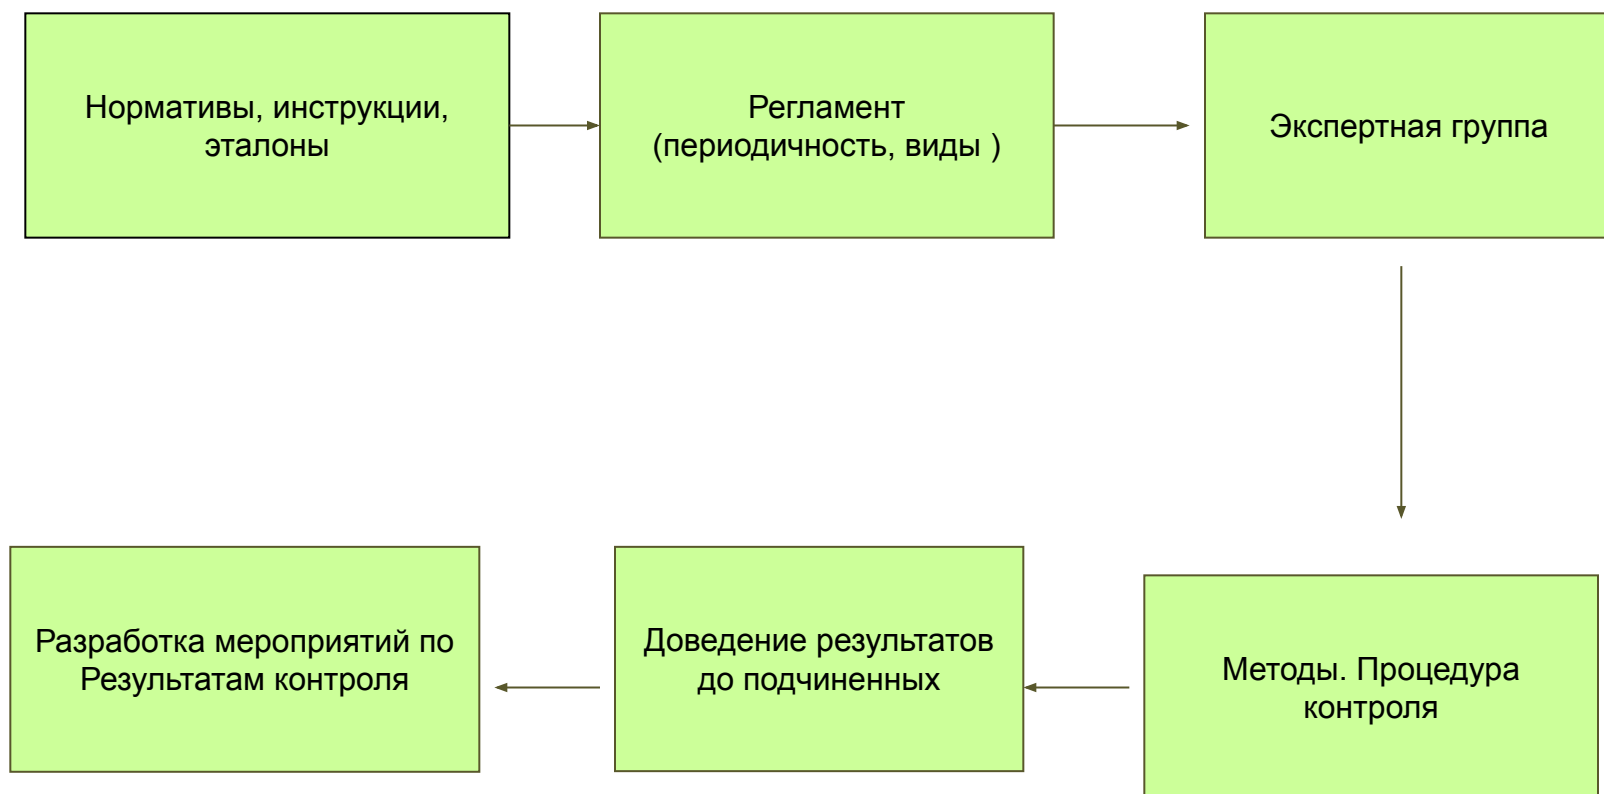 Нормативы, инструкции,
эталоны
Регламент
(периодичность, виды )
Экспертная группа
Разработка мероприятий по
Результатам контроля
Доведение результатов
до подчиненных
Методы. Процедура
контроля